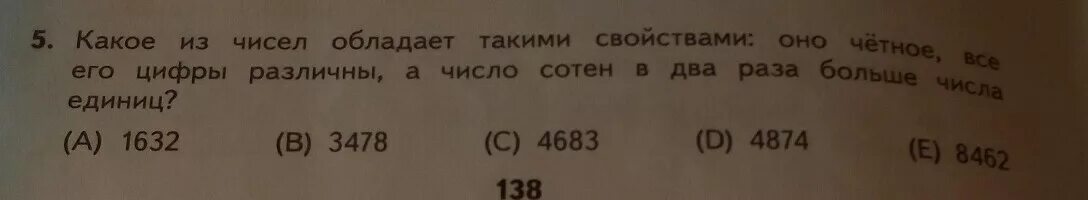 5. Какое из чисел обладает такими свойствами: оно чётное, все
его цифры различны, а число сотен в два раза больше числа
единиц?
(A) 1632 (B) 3478 (C) 4683 (D) 4874 (E) 8462
138